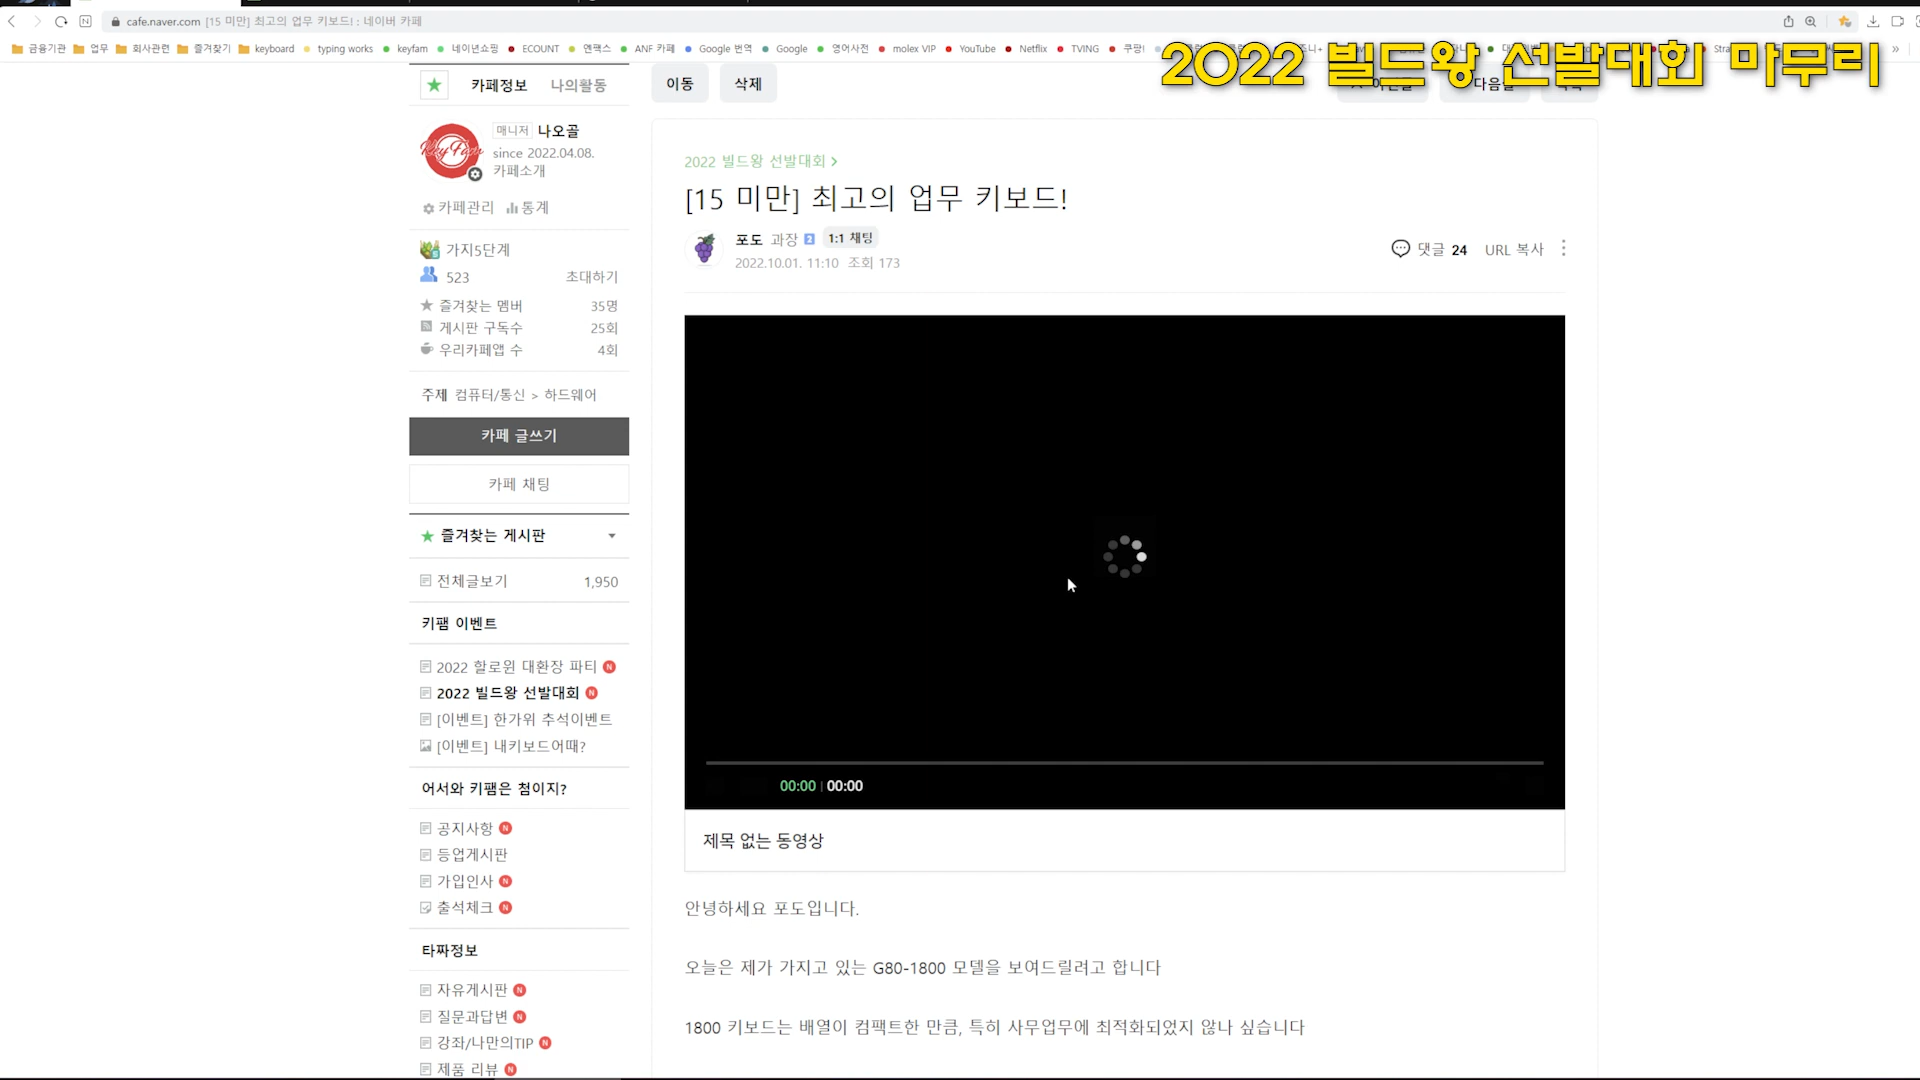 cafe.naver.com [15 미만] 최고의 업무 키보드! : 네이버 카페
금융기관 업무 회사관련 즐겨찾기 keyboard typing works keyfam 네이년쇼핑 ECOUNT 엔팩스 ANF 카페 Google 번역 Google 영어사전 molex VIP YouTube Netflix TVING 쿠팡!
2022 빌드왕 선발대회 마무리
카페정보 나의활동
이동 삭제
매니저 나오골
since 2022.04.08.
카페소개
카페관리 통계
가지5단계
523 초대하기
즐겨찾는 멤버 35명
게시판 구독수 25회
우리카페앱 수 4회
주제 컴퓨터/통신 > 하드웨어
카페 글쓰기
카페 채팅
즐겨찾는 게시판
전체글보기 1,950
키팸 이벤트
2022 할로윈 대환장 파티 N
2022 빌드왕 선발대회 N
[이벤트] 한가위 추석이벤트
[이벤트] 내키보드어때?
어서와 키팸은 첨이지?
공지사항 N
등업게시판
가입인사 N
출석체크 N
타짜정보
자유게시판 N
질문과답변 N
강좌/나만의TIP N
제품 리뷰 N
2022 빌드왕 선발대회 >
[15 미만] 최고의 업무 키보드!
포도 과장 2 1:1 채팅
2022.10.01. 11:10 조회 173
댓글 24 URL 복사
00:00 | 00:00
제목 없는 동영상
안녕하세요 포도입니다.
오늘은 제가 가지고 있는 G80-1800 모델을 보여드릴려고 합니다
1800 키보드는 배열이 컴팩트한 만큼, 특히 사무업무에 최적화되었지 않나 싶습니다